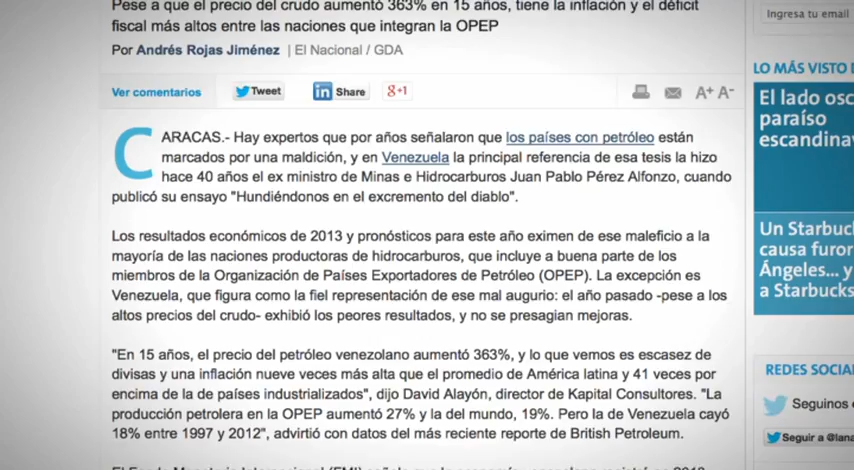 Pese a que el precio del crudo aumentó 363% en 15 años, tiene la inflación y el déficit
fiscal más altos entre las naciones que integran la OPEP
Por Andrés Rojas Jiménez | El Nacional / GDA
Ver comentarios
Tweet
in Share
g+1
A+ A-
CARACAS.- Hay expertos que por años señalaron que los países con petróleo están
marcados por una maldición, y en Venezuela la principal referencia de esa tesis la hizo
hace 40 años el ex ministro de Minas e Hidrocarburos Juan Pablo Pérez Alfonzo, cuando
publicó su ensayo "Hundiéndonos en el excremento del diablo".
Los resultados económicos de 2013 y pronósticos para este año eximen de ese maleficio a la
mayoría de las naciones productoras de hidrocarburos, que incluye a buena parte de los
miembros de la Organización de Países Exportadores de Petróleo (OPEP). La excepción es
Venezuela, que figura como la fiel representación de ese mal augurio: el año pasado -pese a los
altos precios del crudo- exhibió los peores resultados, y no se presagian mejoras.
"En 15 años, el precio del petróleo venezolano aumentó 363%, y lo que vemos es escasez de
divisas y una inflación nueve veces más alta que el promedio de América latina y 41 veces por
encima de la de países industrializados", dijo David Alayón, director de Kapital Consultores. "La
producción petrolera en la OPEP aumentó 27% y la del mundo, 19%. Pero la de Venezuela cayó
18% entre 1997 y 2012", advirtió con datos del más reciente reporte de British Petroleum.
Ingresa tu email
LO MÁS VISTO
El lado osc
paraíso
escandinav
Un Starbuc
causa furor
Ángeles... y
a Starbucks
REDES SOCIA
Seguinos
Seguir a @lana